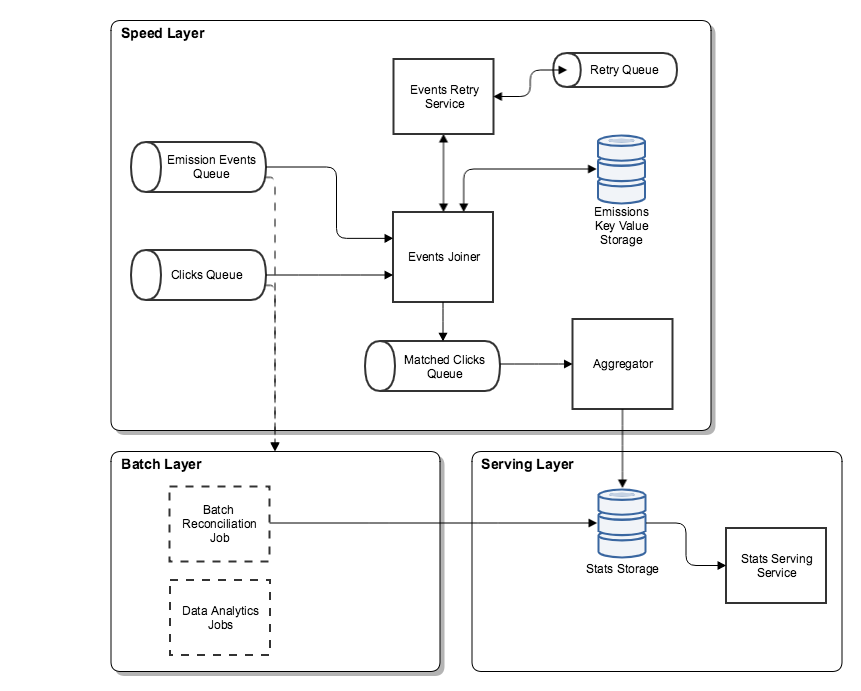 Speed Layer
Events Retry
Service
Retry Queue
Emission Events
Queue
Emissions
Key Value
Storage
Events Joiner
Clicks Queue
Matched Clicks
Queue
Aggregator
Batch Layer
Batch
Reconciliation
Job
Data Analytics
Jobs
Serving Layer
Stats Storage
Stats Serving
Service